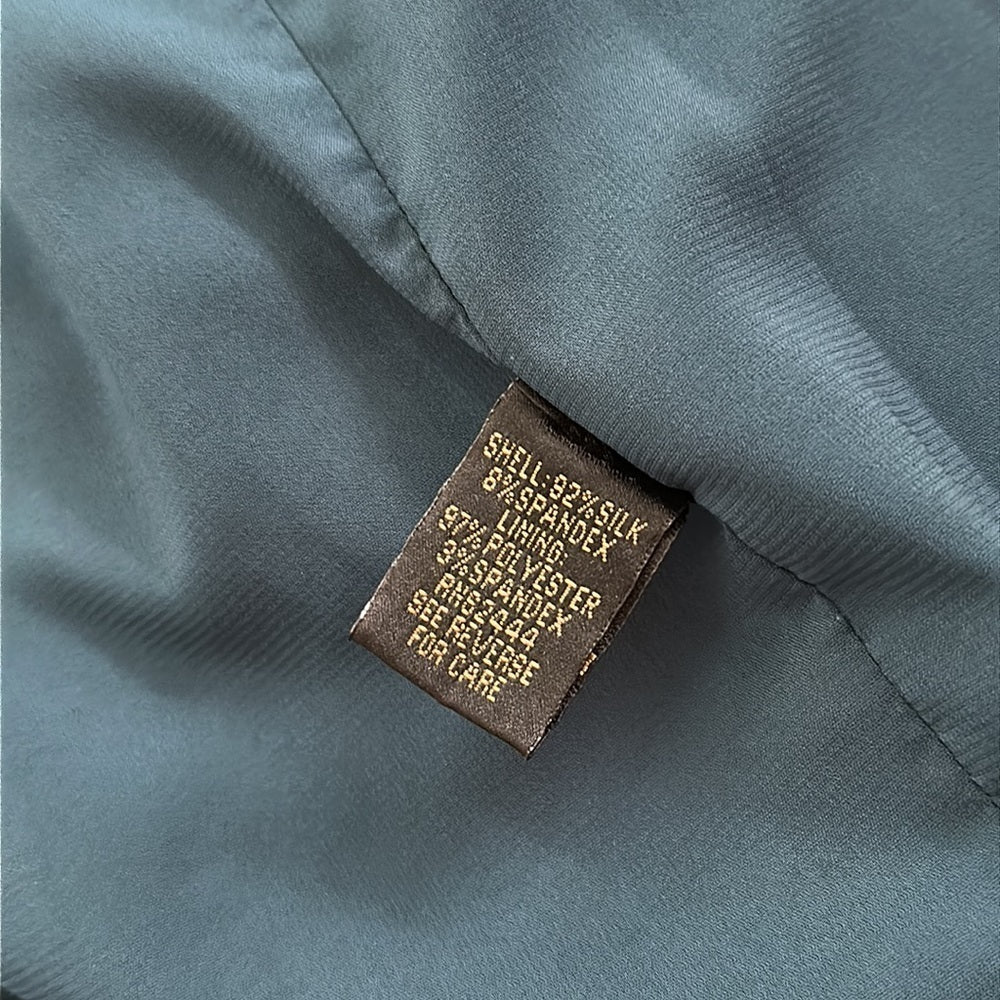 SHELL:92%SILK
8%SPANDEX
LINING:
97%POLYESTER
3%SPANDEX
RN52444
SEE REVERSE
FOR CARE